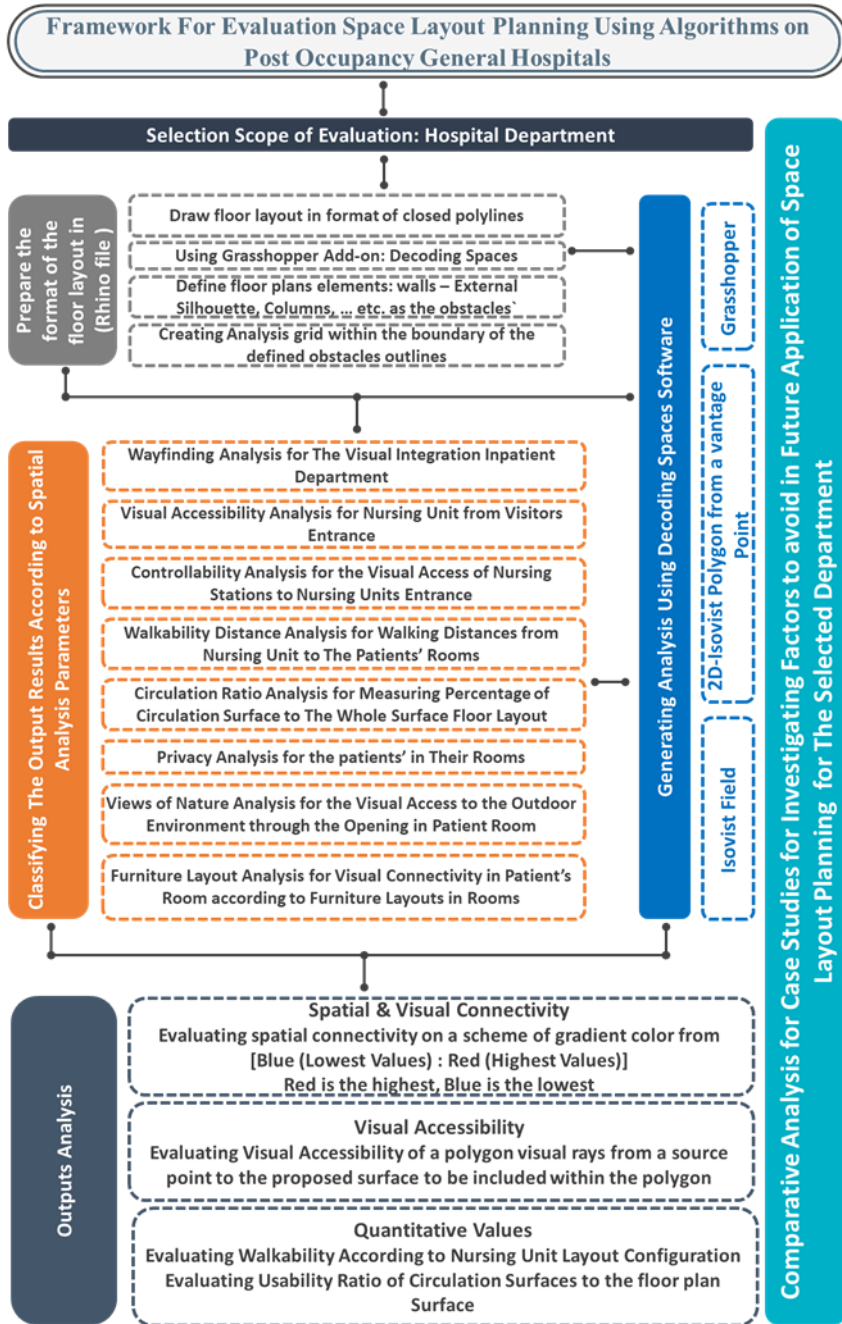 Framework For Evaluation Space Layout Planning Using Algorithms on
Post Occupancy General Hospitals
Selection Scope of Evaluation: Hospital Department
Prepare the
format of the
floor layout in
(Rhino file )
Draw floor layout in format of closed polylines
Using Grasshopper Add-on: Decoding Spaces
Define floor plans elements: walls – External
Silhouette, Columns, ... etc. as the obstacles`
Creating Analysis grid within the boundary of the
defined obstacles outlines
Classifying The Output Results According to Spatial
Analysis Parameters
Wayfinding Analysis for The Visual Integration Inpatient
Department
Visual Accessibility Analysis for Nursing Unit from Visitors
Entrance
Controllability Analysis for the Visual Access of Nursing
Stations to Nursing Units Entrance
Walkability Distance Analysis for Walking Distances from
Nursing Unit to The Patients’ Rooms
Circulation Ratio Analysis for Measuring Percentage of
Circulation Surface to The Whole Surface Floor Layout
Privacy Analysis for the patients’ in Their Rooms
Views of Nature Analysis for the Visual Access to the Outdoor
Environment through the Opening in Patient Room
Furniture Layout Analysis for Visual Connectivity in Patient’s
Room according to Furniture Layouts in Rooms
Generating Analysis Using Decoding Spaces Software
Grasshopper
2D-Isovist Polygon from a vantage
Point
Isovist Field
Outputs Analysis
Spatial & Visual Connectivity
Evaluating spatial connectivity on a scheme of gradient color from
[Blue (Lowest Values) : Red (Highest Values)]
Red is the highest, Blue is the lowest
Visual Accessibility
Evaluating Visual Accessibility of a polygon visual rays from a source
point to the proposed surface to be included within the polygon
Quantitative Values
Evaluating Walkability According to Nursing Unit Layout Configuration
Evaluating Usability Ratio of Circulation Surfaces to the floor plan
Surface
Comparative Analysis for Case Studies for Investigating Factors to avoid in Future Application of Space
Layout Planning for The Selected Department